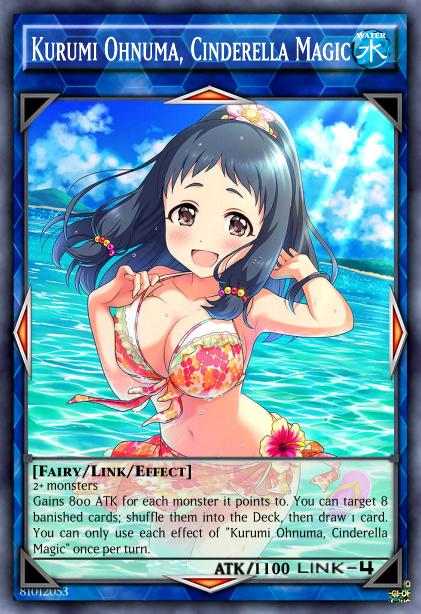 Kurumi Ohnuma, Cinderella Magic
WATER
水
[Fairy/Link/Effect]
2+ monsters
Gains 800 ATK for each monster it points to. You can target 8
banished cards; shuffle them into the Deck, then draw 1 card.
You can only use each effect of "Kurumi Ohnuma, Cinderella
Magic" once per turn.
ATK/1100 LINK-4
81012053